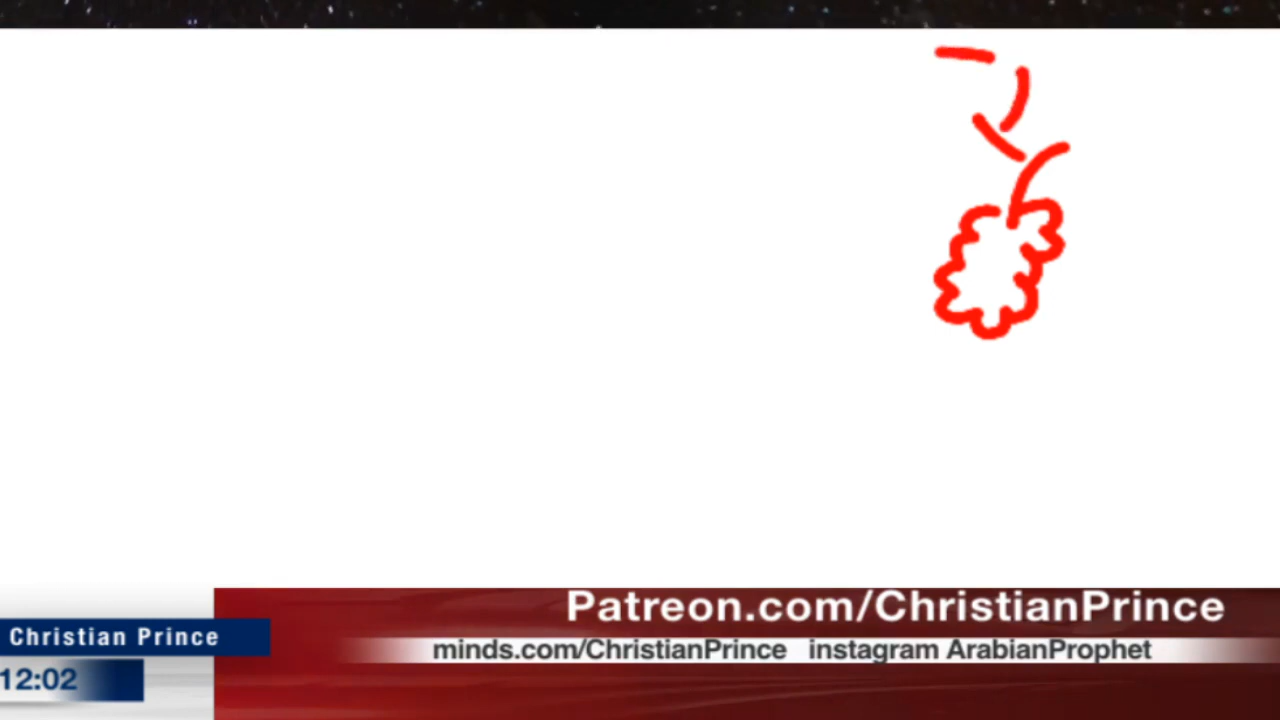 Patreon.com/ChristianPrince
Christian Prince
minds.com/ChristianPrince instagram ArabianProphet
12:02